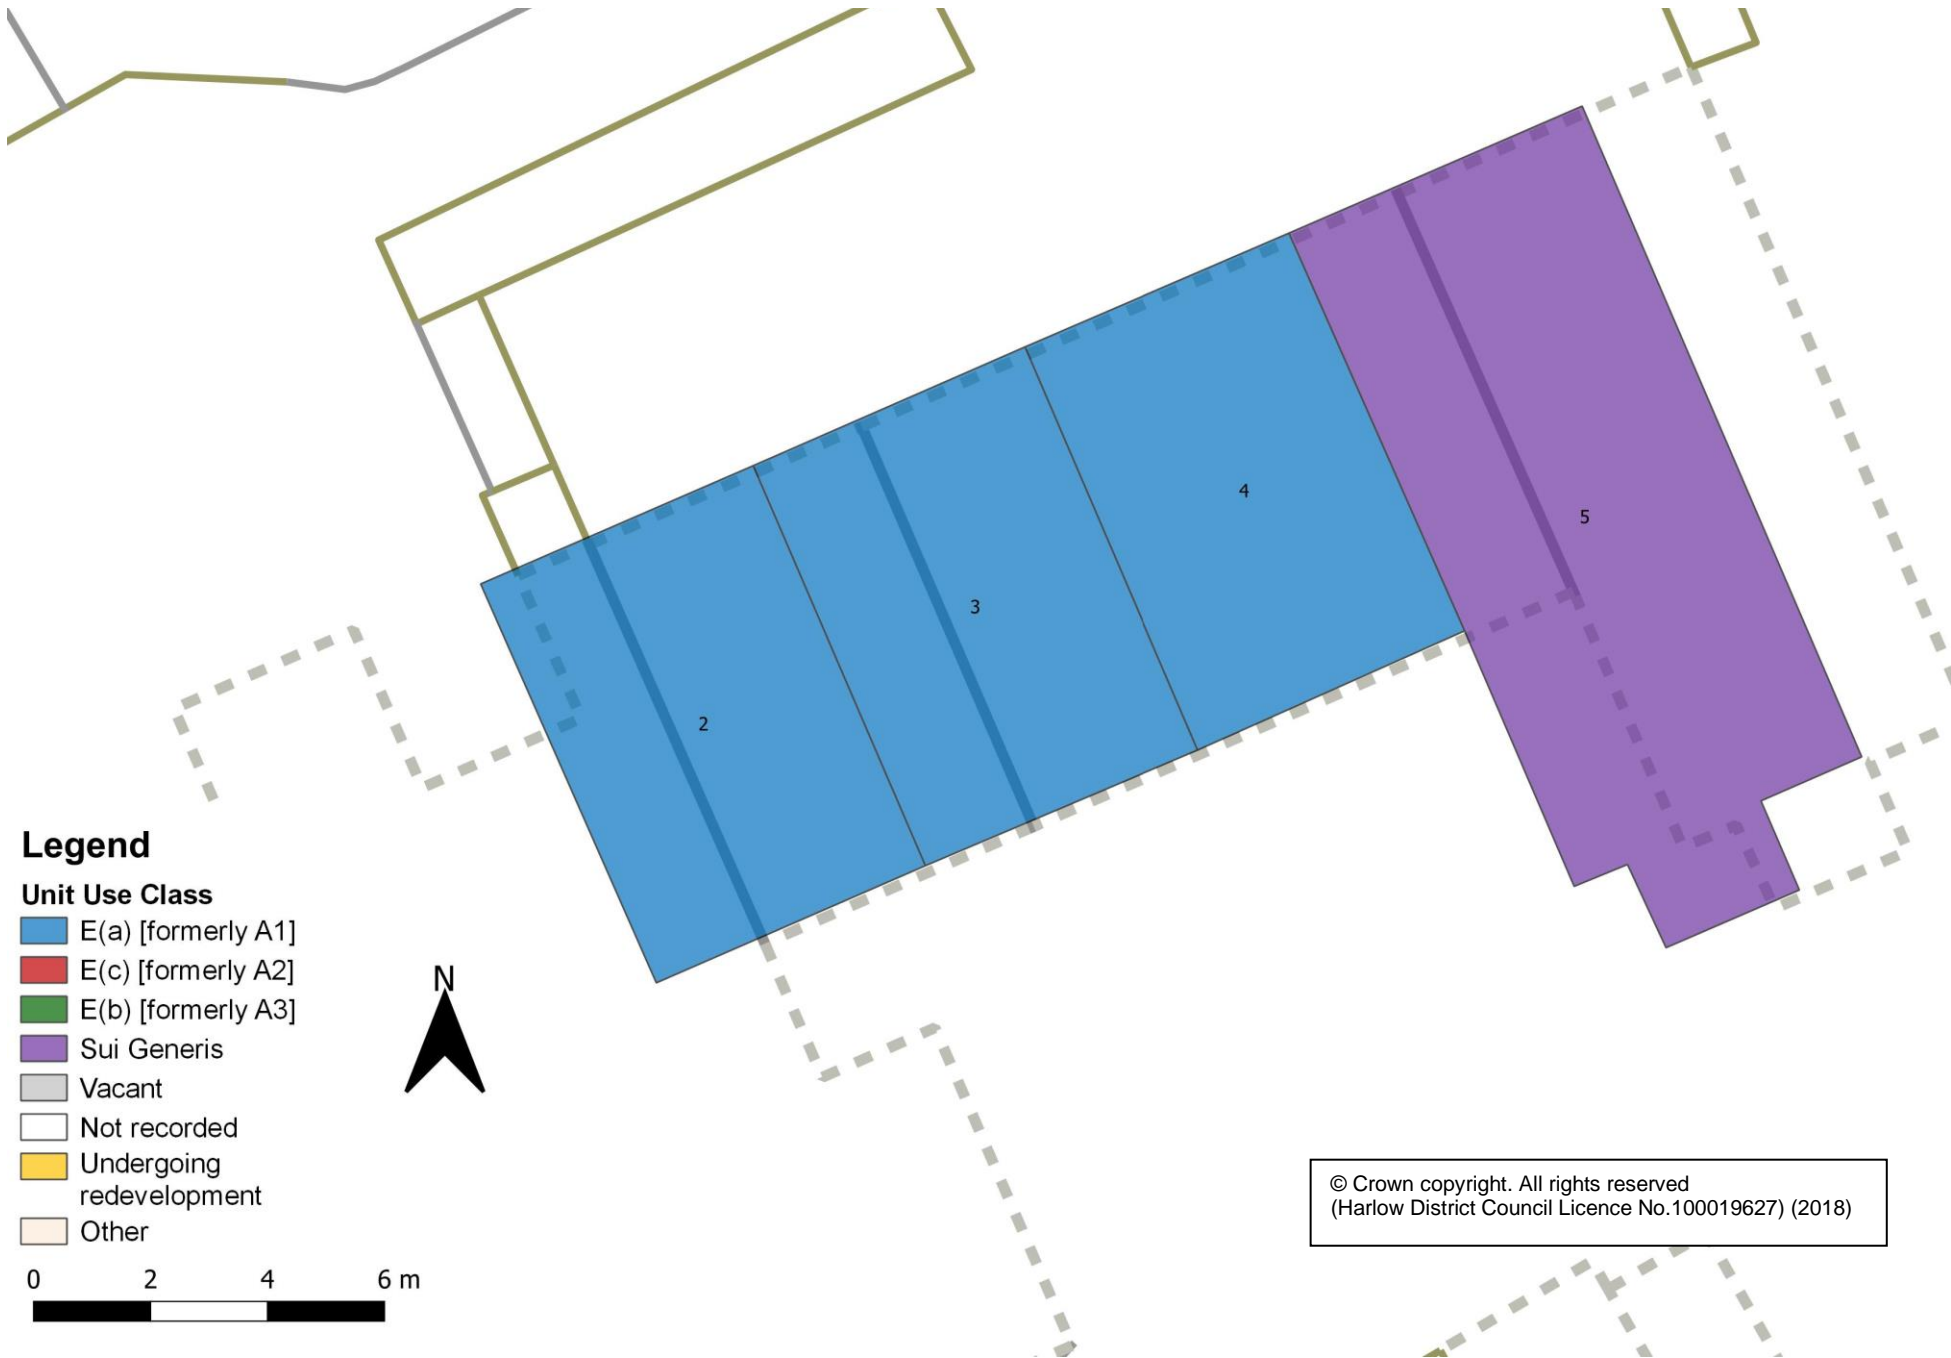 4
5
3
2
Legend
Unit Use Class
E(a) [formerly A1]
E(c) [formerly A2]
E(b) [formerly A3]
Sui Generis
Vacant
Not recorded
Undergoing
redevelopment
Other
0 2 4 6 m
N
© Crown copyright. All rights reserved
(Harlow District Council Licence No.100019627) (2018)